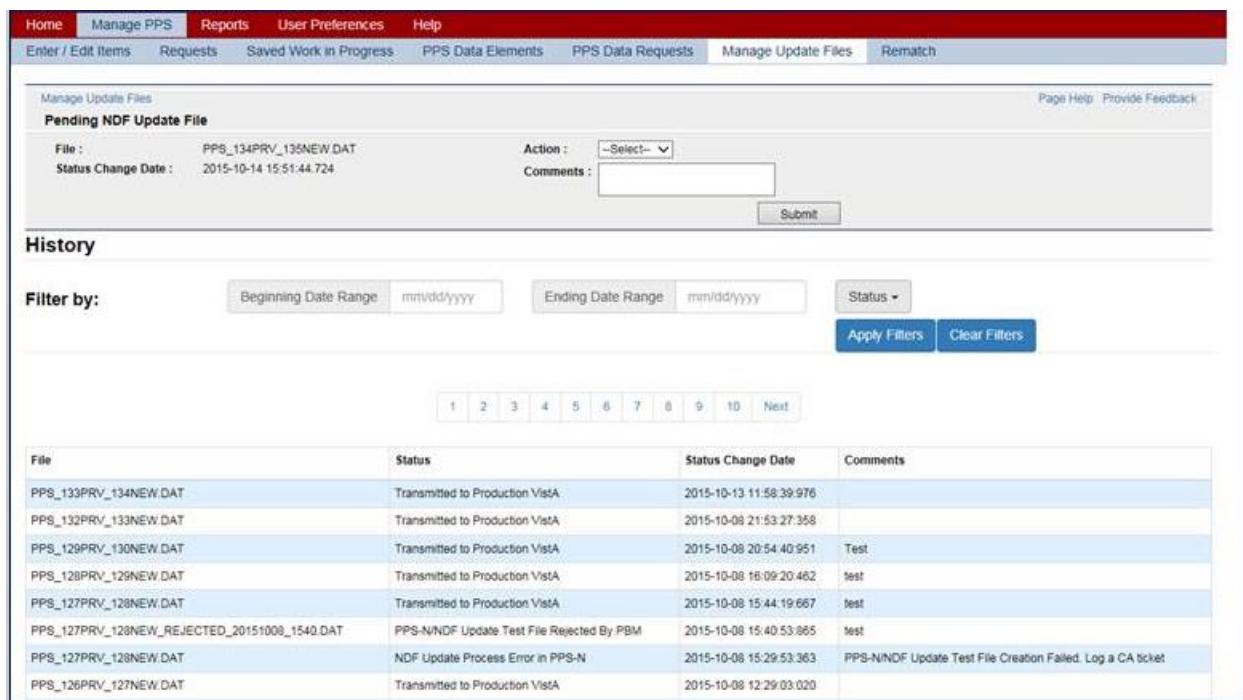 Home Manage PPS Reports User Preferences Help
Enter / Edit Items Requests Saved Work in Progress PPS Data Elements PPS Data Requests Manage Update Files Rematch
Manage Update Files Page Help Provide Feedback
Pending NDF Update File
File : PPS_134PRV_135NEW.DAT Action : --Select--
Status Change Date : 2015-10-14 15:51:44.724 Comments :
Submit
History
Filter by: Beginning Date Range mm/dd/yyyy Ending Date Range mm/dd/yyyy Status
Apply Filters Clear Filters
1 2 3 4 5 6 7 8 9 10 Next
File Status Status Change Date Comments
PPS_133PRV_134NEW.DAT Transmitted to Production VistA 2015-10-13 11:58:39:976
PPS_132PRV_133NEW.DAT Transmitted to Production VistA 2015-10-08 21:53:27:358
PPS_129PRV_130NEW.DAT Transmitted to Production VistA 2015-10-08 20:54:40:951 Test
PPS_128PRV_129NEW.DAT Transmitted to Production VistA 2015-10-08 16:09:20:462 test
PPS_127PRV_128NEW.DAT Transmitted to Production VistA 2015-10-08 15:44:19:667 test
PPS_127PRV_128NEW_REJECTED_20151008_1540.DAT PPS-N/NDF Update Test File Rejected By PBM 2015-10-08 15:40:53:865 test
PPS_127PRV_128NEW.DAT NDF Update Process Error in PPS-N 2015-10-08 15:29:53:363 PPS-N/NDF Update Test File Creation Failed. Log a CA ticket
PPS_126PRV_127NEW.DAT Transmitted to Production VistA 2015-10-08 12:29:03:020